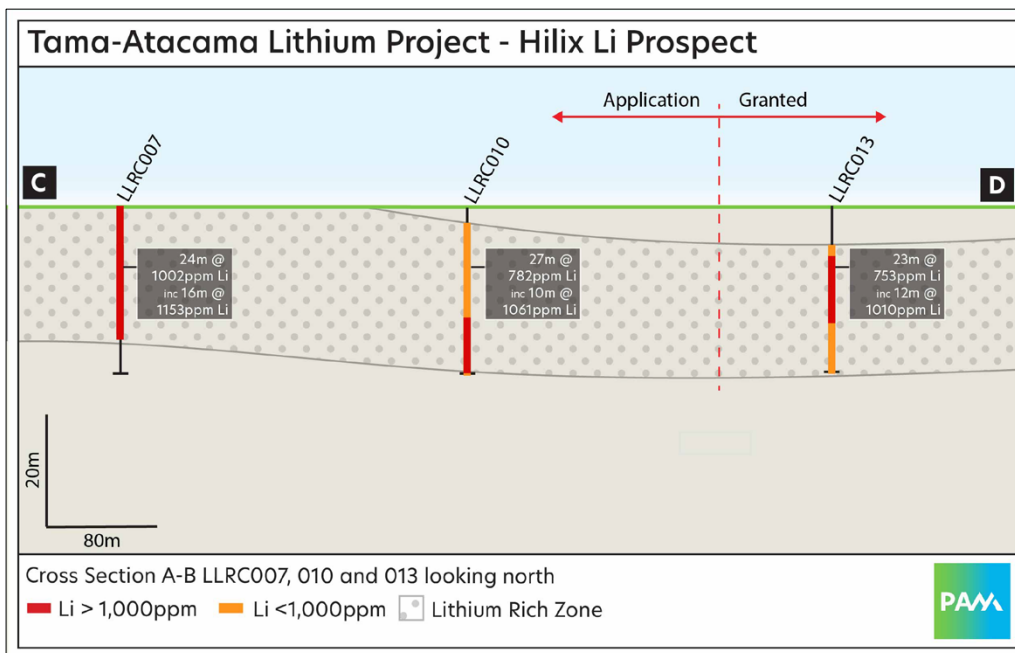 Tama-Atacama Lithium Project - Hilix Li Prospect
Application
Granted
C
LLRC007
LLRC010
LLRC013
D
24m @
1002ppm Li
inc 16m @
1153ppm Li
27m @
782ppm Li
inc 10m @
1061ppm Li
23m @
753ppm Li
inc 12m @
1010ppm Li
20m
80m
Cross Section A-B LLRC007, 010 and 013 looking north
Li > 1,000ppm
Li <1,000ppm
Lithium Rich Zone
PAM